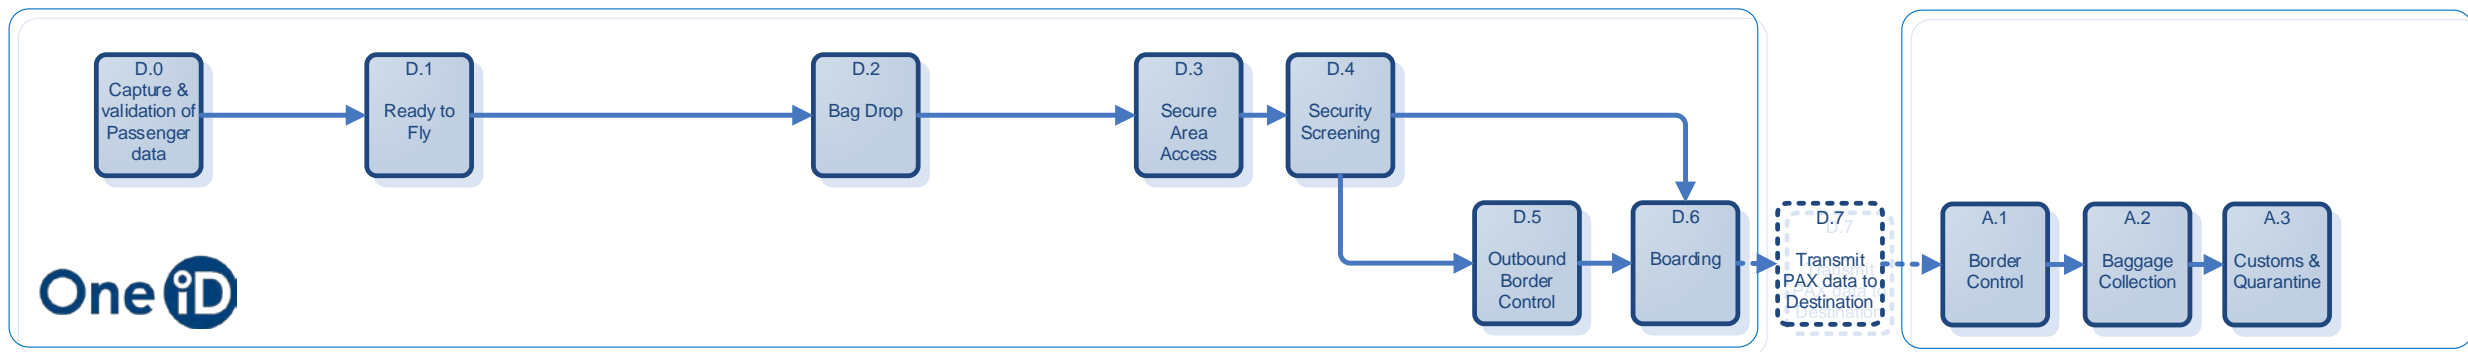 D.0
Capture &
validation of
Passenger
data
D.1
Ready to
Fly
D.2
Bag Drop
D.3
Secure
Area
Access
D.4
Security
Screening
D.5
Outbound
Border
Control
D.6
Boarding
D.7
Transmit
PAX data to
Destination
A.1
Border
Control
A.2
Baggage
Collection
A.3
Customs &
Quarantine
One iD